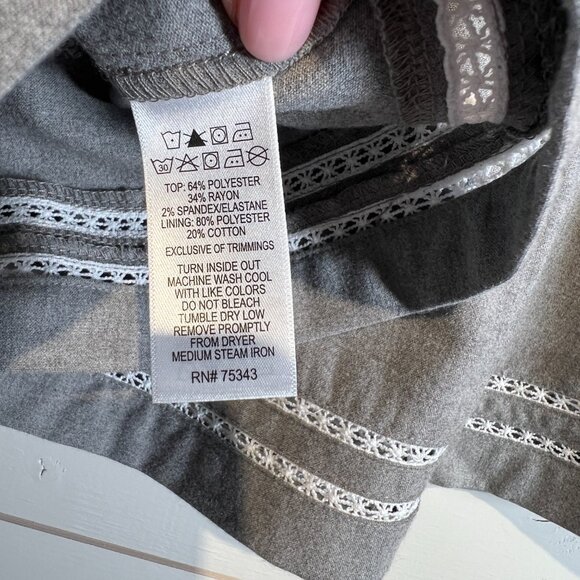 30
TOP: 64% POLYESTER
34% RAYON
2% SPANDEX/ELASTANE
LINING: 80% POLYESTER
20% COTTON
EXCLUSIVE OF TRIMMINGS
TURN INSIDE OUT
MACHINE WASH COOL
WITH LIKE COLORS
DO NOT BLEACH
TUMBLE DRY LOW
REMOVE PROMPTLY
FROM DRYER
MEDIUM STEAM IRON
RN# 75343